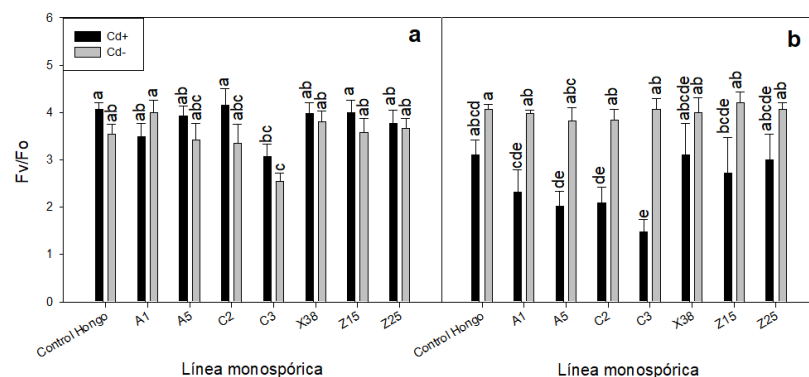 6
5
4
3
2
1
0
Fv/Fo
Cd+
Cd-
a
a ab ab a ab abc a abc bc c ab ab a ab ab ab
Control Hongo A1 A5 C2 C3 X38 Z15 Z25
Línea monospórica
b
abcd a cde ab de abc de ab e ab abcde ab bcde ab abcde ab
Control Hongo A1 A5 C2 C3 X38 Z15 Z25
Línea monospórica